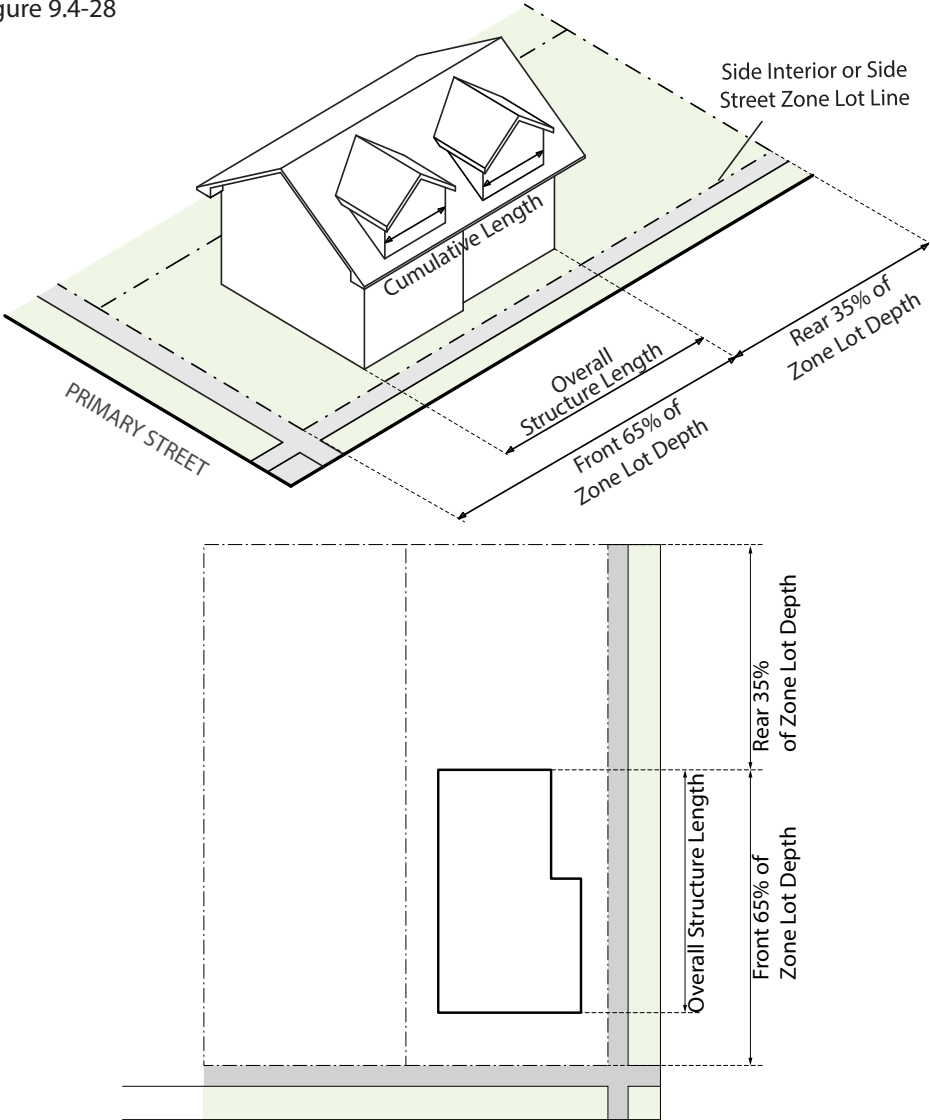 gure 9.4-28
Side Interior or Side
Street Zone Lot Line
Cumulative Length
Rear 35% of
Zone Lot Depth
Overall
Structure Length
Front 65% of
Zone Lot Depth
PRIMARY STREET
Rear 35%
of Zone Lot Depth
Overall Structure Length
Front 65% of
Zone Lot Depth